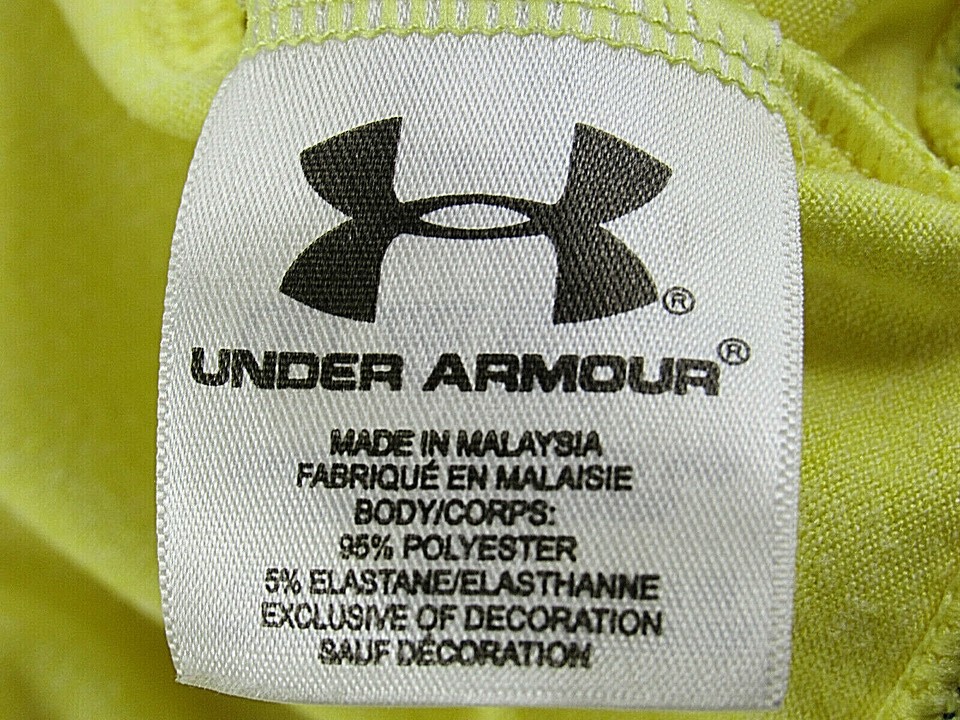 ®
UNDER ARMOUR®
MADE IN MALAYSIA
FABRIQUÉ EN MALAISIE
BODY/CORPS:
95% POLYESTER
5% ELASTANE/ELASTHANNE
EXCLUSIVE OF DECORATION
SAUF DÉCORATION